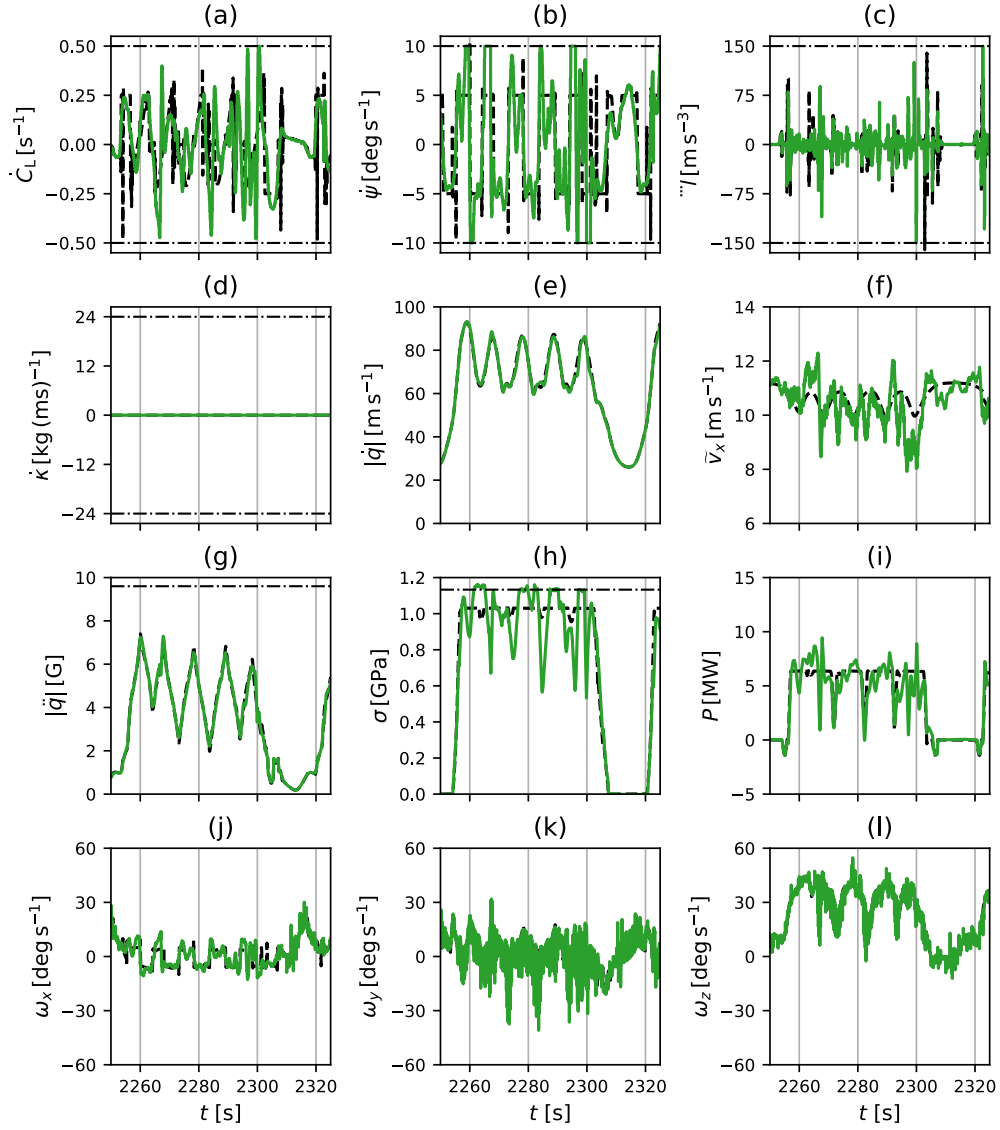 (a) (b) (c)
0.50 10 150
0.25 5 75
0.00 0 0
−0.25 −5 −75
−0.50 −10 −150
Ċ_L [s⁻¹] ψ̇ [deg s⁻¹] l⃛ [m s⁻³]
(d) (e) (f)
24 100 14
12 80 12
0 60 10
−12 40 8
−24 20 6
0
κ̇ [kg (ms)⁻¹] |q̇| [m s⁻¹] ṽ_x [m s⁻¹]
(g) (h) (i)
10 1.2 15
8 1.0 10
6 0.8 5
4 0.6 0
2 0.4 −5
0 0.2
0.0
|q̈| [G] σ [GPa] P [MW]
(j) (k) (l)
60 60 60
30 30 30
0 0 0
−30 −30 −30
−60 −60 −60
ω_x [deg s⁻¹] ω_y [deg s⁻¹] ω_z [deg s⁻¹]
2260 2280 2300 2320 2260 2280 2300 2320 2260 2280 2300 2320
t [s] t [s] t [s]